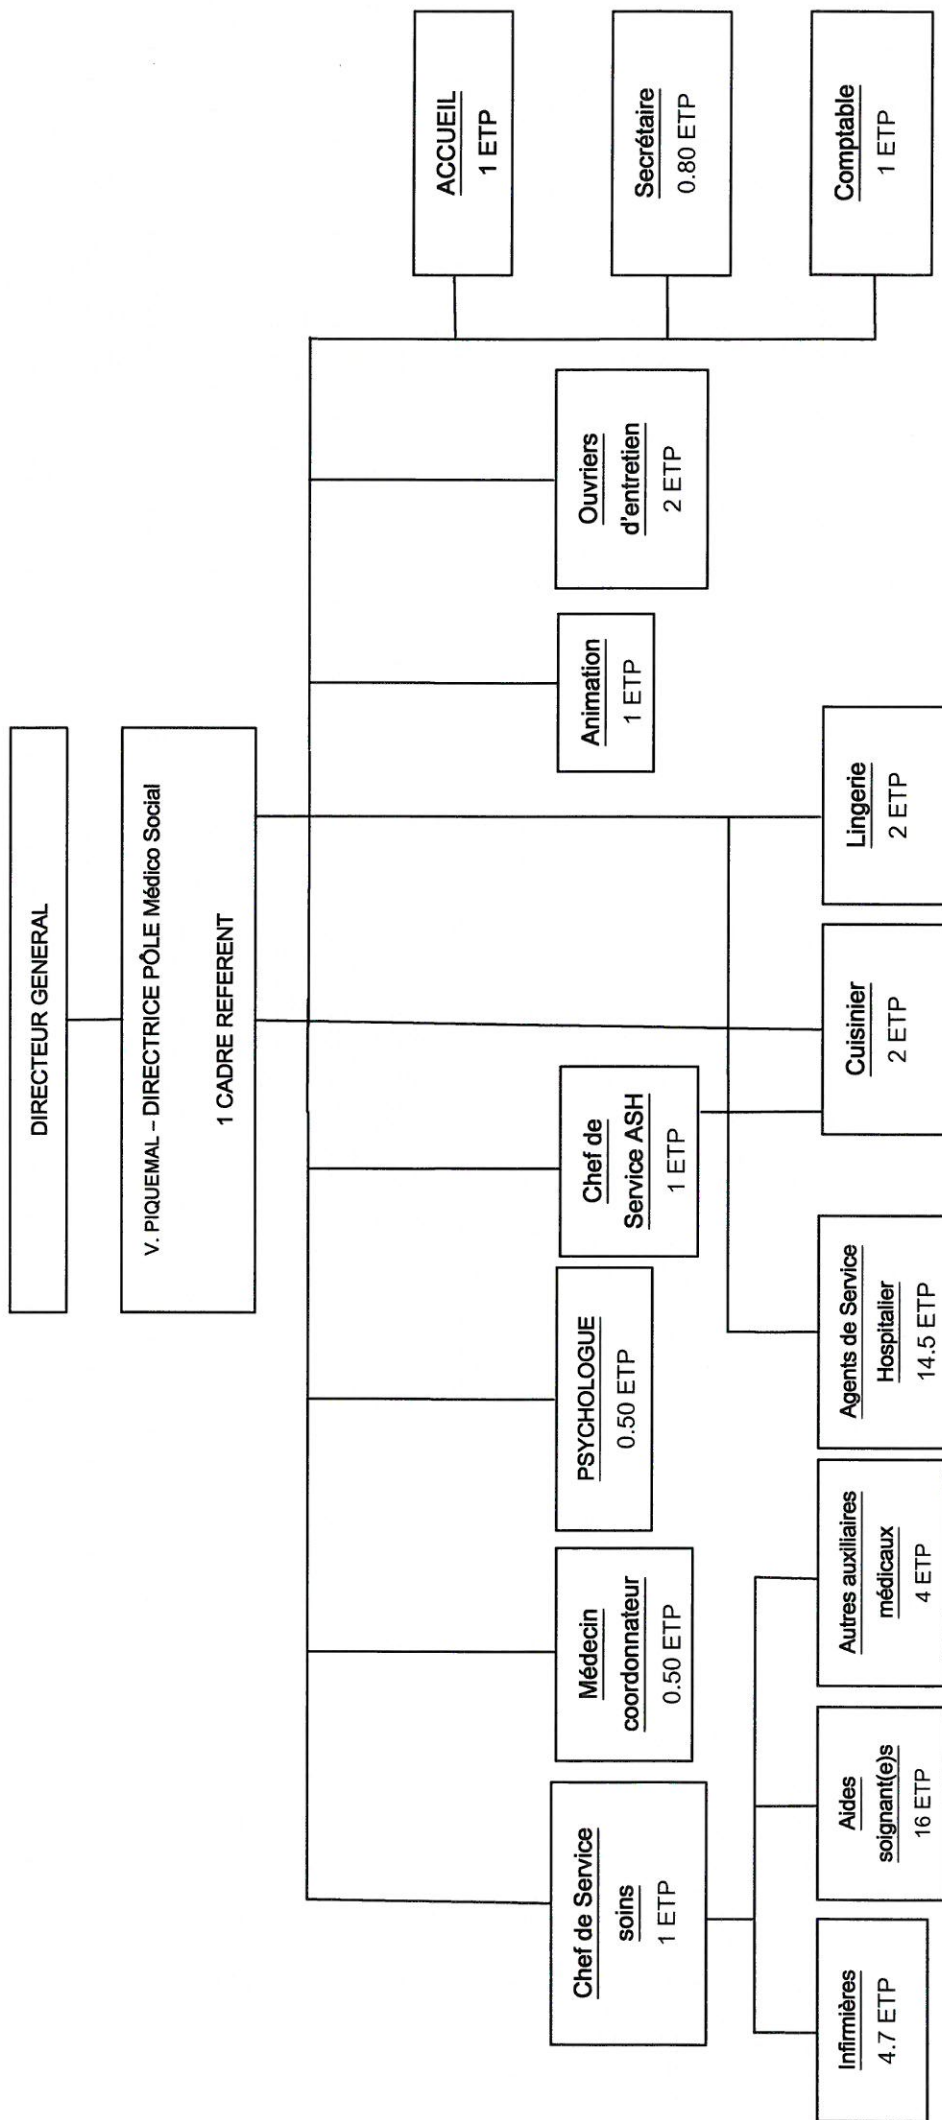 DIRECTEUR GENERAL
V. PIQUEMAL – DIRECTRICE PÔLE Médico Social
1 CADRE REFERENT
ACCUEIL
1 ETP
Secrétaire
0.80 ETP
Comptable
1 ETP
Chef de Service
soins
1 ETP
Médecin
coordonnateur
0.50 ETP
PSYCHOLOGUE
0.50 ETP
Chef de
Service ASH
1 ETP
Animation
1 ETP
Ouvriers
d'entretien
2 ETP
Infirmières
4.7 ETP
Aides
soignant(e)s
16 ETP
Autres auxiliaires
médicaux
4 ETP
Agents de Service
Hospitalier
14.5 ETP
Cuisinier
2 ETP
Lingerie
2 ETP